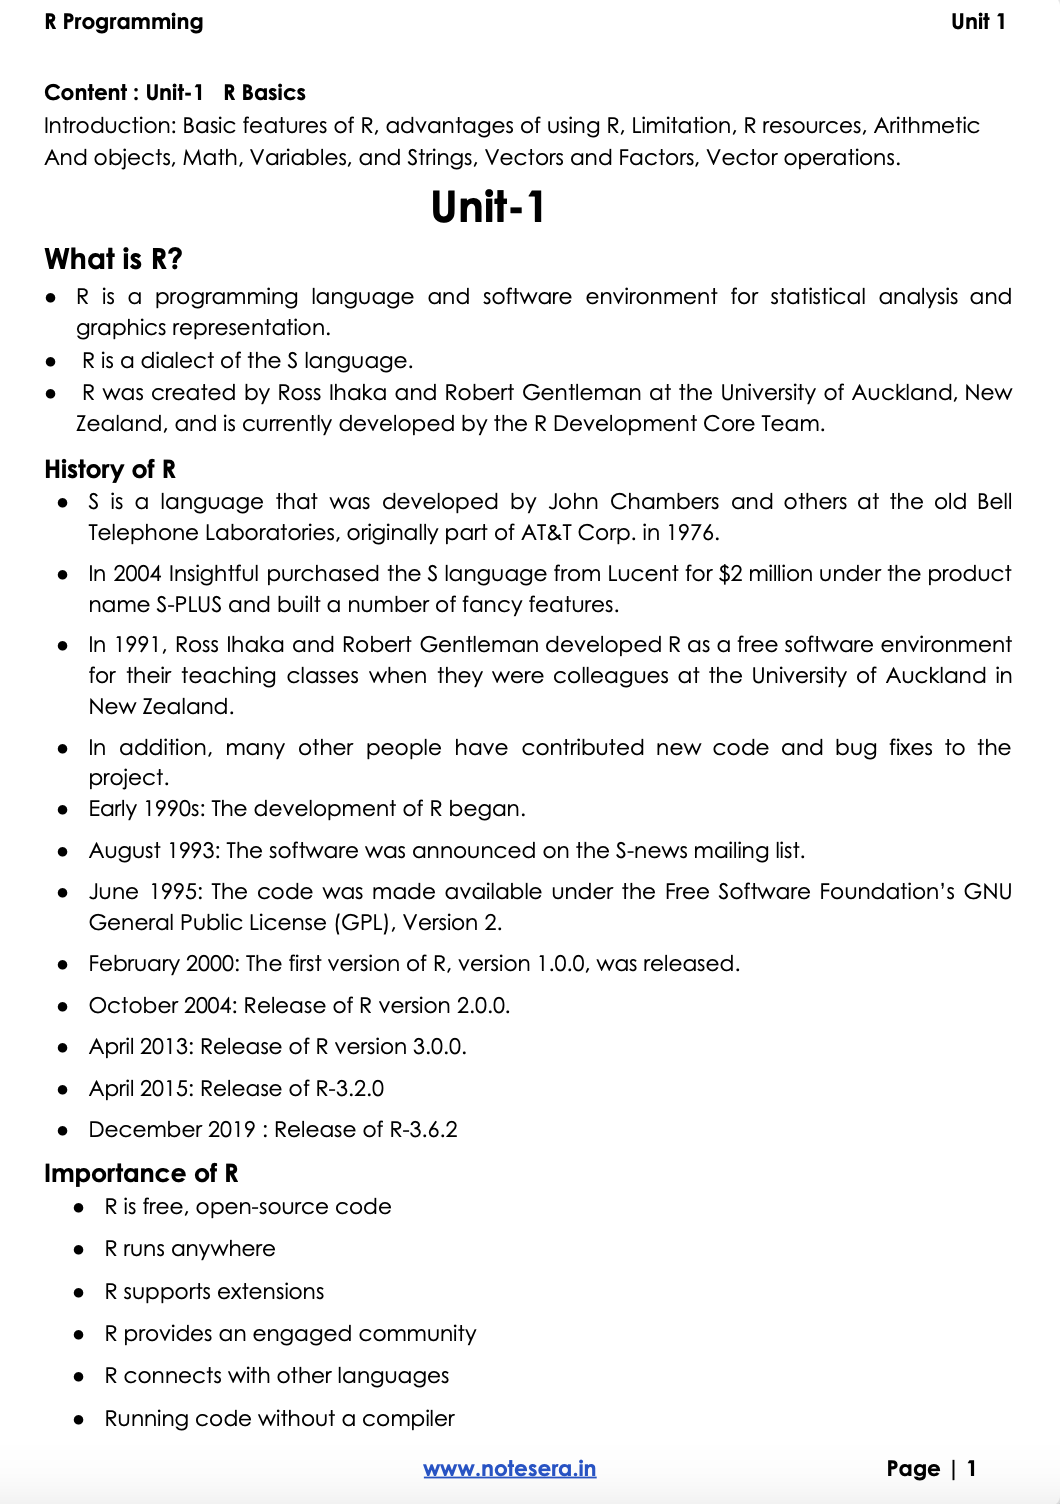 R Programming Unit 1
Content : Unit-1 R Basics
Introduction: Basic features of R, advantages of using R, Limitation, R resources, Arithmetic
And objects, Math, Variables, and Strings, Vectors and Factors, Vector operations.
Unit-1
What is R?
● R is a programming language and software environment for statistical analysis and
graphics representation.
● R is a dialect of the S language.
● R was created by Ross Ihaka and Robert Gentleman at the University of Auckland, New
Zealand, and is currently developed by the R Development Core Team.
History of R
● S is a language that was developed by John Chambers and others at the old Bell
Telephone Laboratories, originally part of AT&T Corp. in 1976.
● In 2004 Insightful purchased the S language from Lucent for $2 million under the product
name S-PLUS and built a number of fancy features.
● In 1991, Ross Ihaka and Robert Gentleman developed R as a free software environment
for their teaching classes when they were colleagues at the University of Auckland in
New Zealand.
● In addition, many other people have contributed new code and bug fixes to the
project.
● Early 1990s: The development of R began.
● August 1993: The software was announced on the S-news mailing list.
● June 1995: The code was made available under the Free Software Foundation’s GNU
General Public License (GPL), Version 2.
● February 2000: The first version of R, version 1.0.0, was released.
● October 2004: Release of R version 2.0.0.
● April 2013: Release of R version 3.0.0.
● April 2015: Release of R-3.2.0
● December 2019 : Release of R-3.6.2
Importance of R
● R is free, open-source code
● R runs anywhere
● R supports extensions
● R provides an engaged community
● R connects with other languages
● Running code without a compiler
www.notesera.in Page | 1